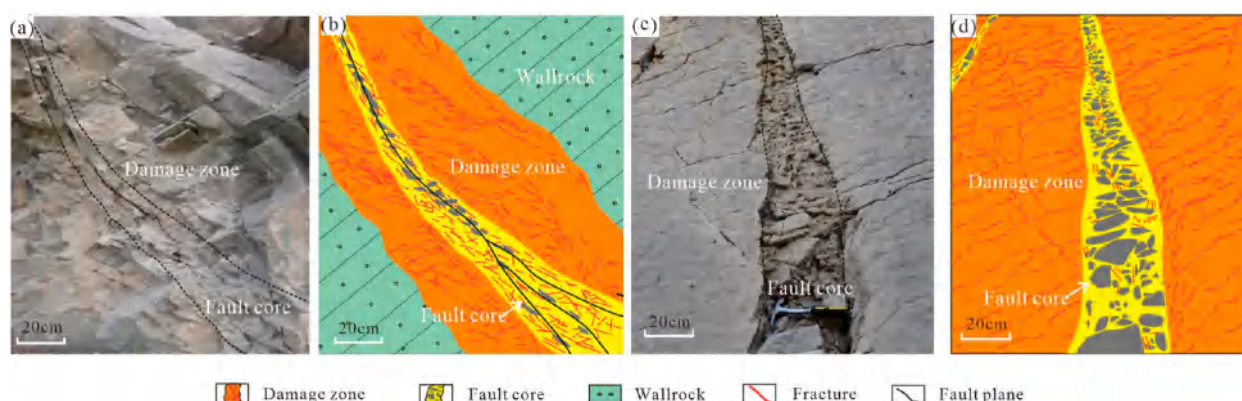 (a)
Damage zone
Fault core
20cm
(b)
Wallrock
Damage zone
Fault core
20cm
(c)
Damage zone
Fault core
20cm
(d)
Damage zone
Fault core
20cm
Damage zone Fault core Wallrock Fracture Fault plane